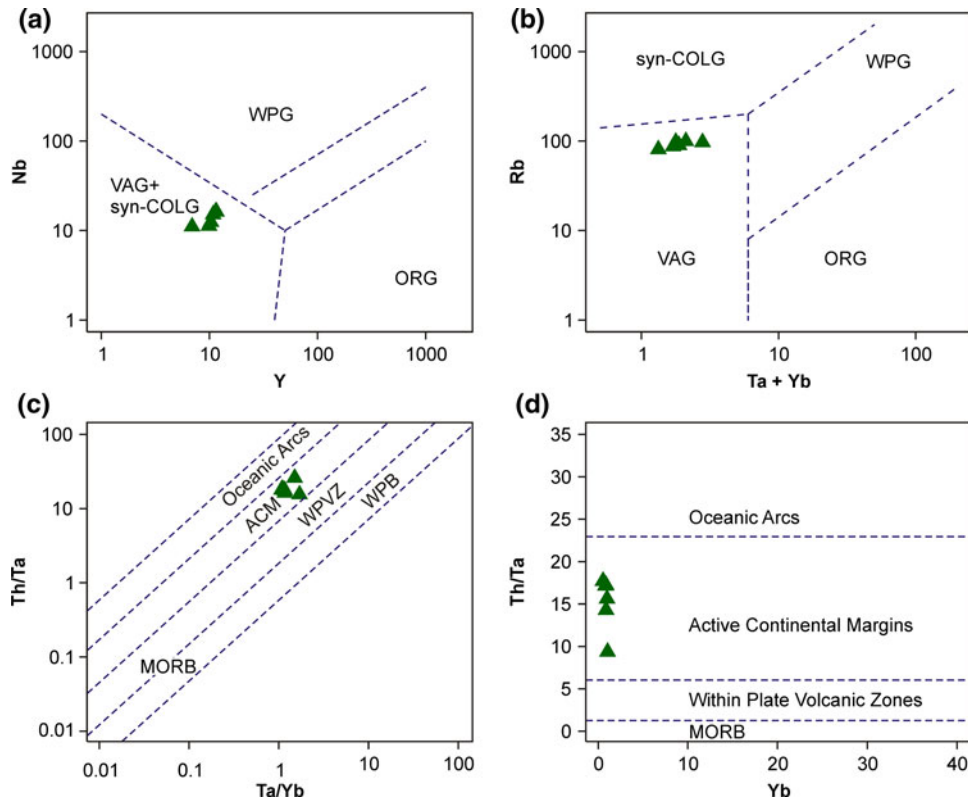 (a)
1000
100
10
1
Nb
WPG
VAG+
syn-COLG
ORG
1
10
100
1000
Y
(b)
1000
100
10
1
Rb
syn-COLG
WPG
VAG
ORG
1
10
100
Ta + Yb
(c)
100
10
1
0.1
0.01
Th/Ta
Oceanic Arcs
ACM
WPVZ
WPB
MORB
0.01
0.1
1
10
100
Ta/Yb
(d)
35
30
25
20
15
10
5
0
Th/Ta
Oceanic Arcs
Active Continental Margins
Within Plate Volcanic Zones
MORB
0
10
20
30
40
Yb